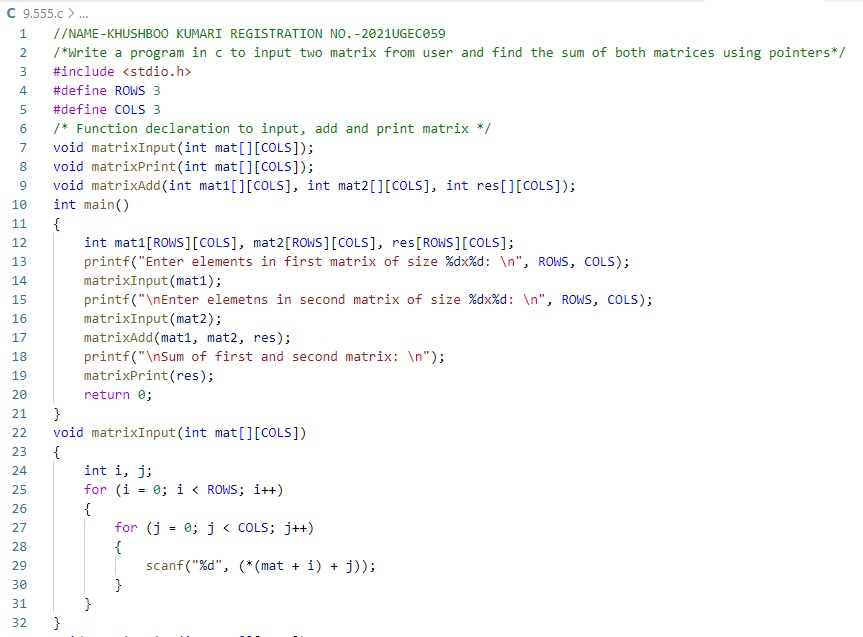 C 9.555.c > ...
1 //NAME-KHUSHBOO KUMARI REGISTRATION NO.-2021UGEC059
2 /*Write a program in c to input two matrix from user and find the sum of both matrices using pointers*/
3 #include <stdio.h>
4 #define ROWS 3
5 #define COLS 3
6 /* Function declaration to input, add and print matrix */
7 void matrixInput(int mat[][COLS]);
8 void matrixPrint(int mat[][COLS]);
9 void matrixAdd(int mat1[][COLS], int mat2[][COLS], int res[][COLS]);
10 int main()
11 {
12     int mat1[ROWS][COLS], mat2[ROWS][COLS], res[ROWS][COLS];
13     printf("Enter elements in first matrix of size %dx%d: \n", ROWS, COLS);
14     matrixInput(mat1);
15     printf("\nEnter elemetns in second matrix of size %dx%d: \n", ROWS, COLS);
16     matrixInput(mat2);
17     matrixAdd(mat1, mat2, res);
18     printf("\nSum of first and second matrix: \n");
19     matrixPrint(res);
20     return 0;
21 }
22 void matrixInput(int mat[][COLS])
23 {
24     int i, j;
25     for (i = 0; i < ROWS; i++)
26     {
27         for (j = 0; j < COLS; j++)
28         {
29             scanf("%d", (*(mat + i) + j));
30         }
31     }
32 }